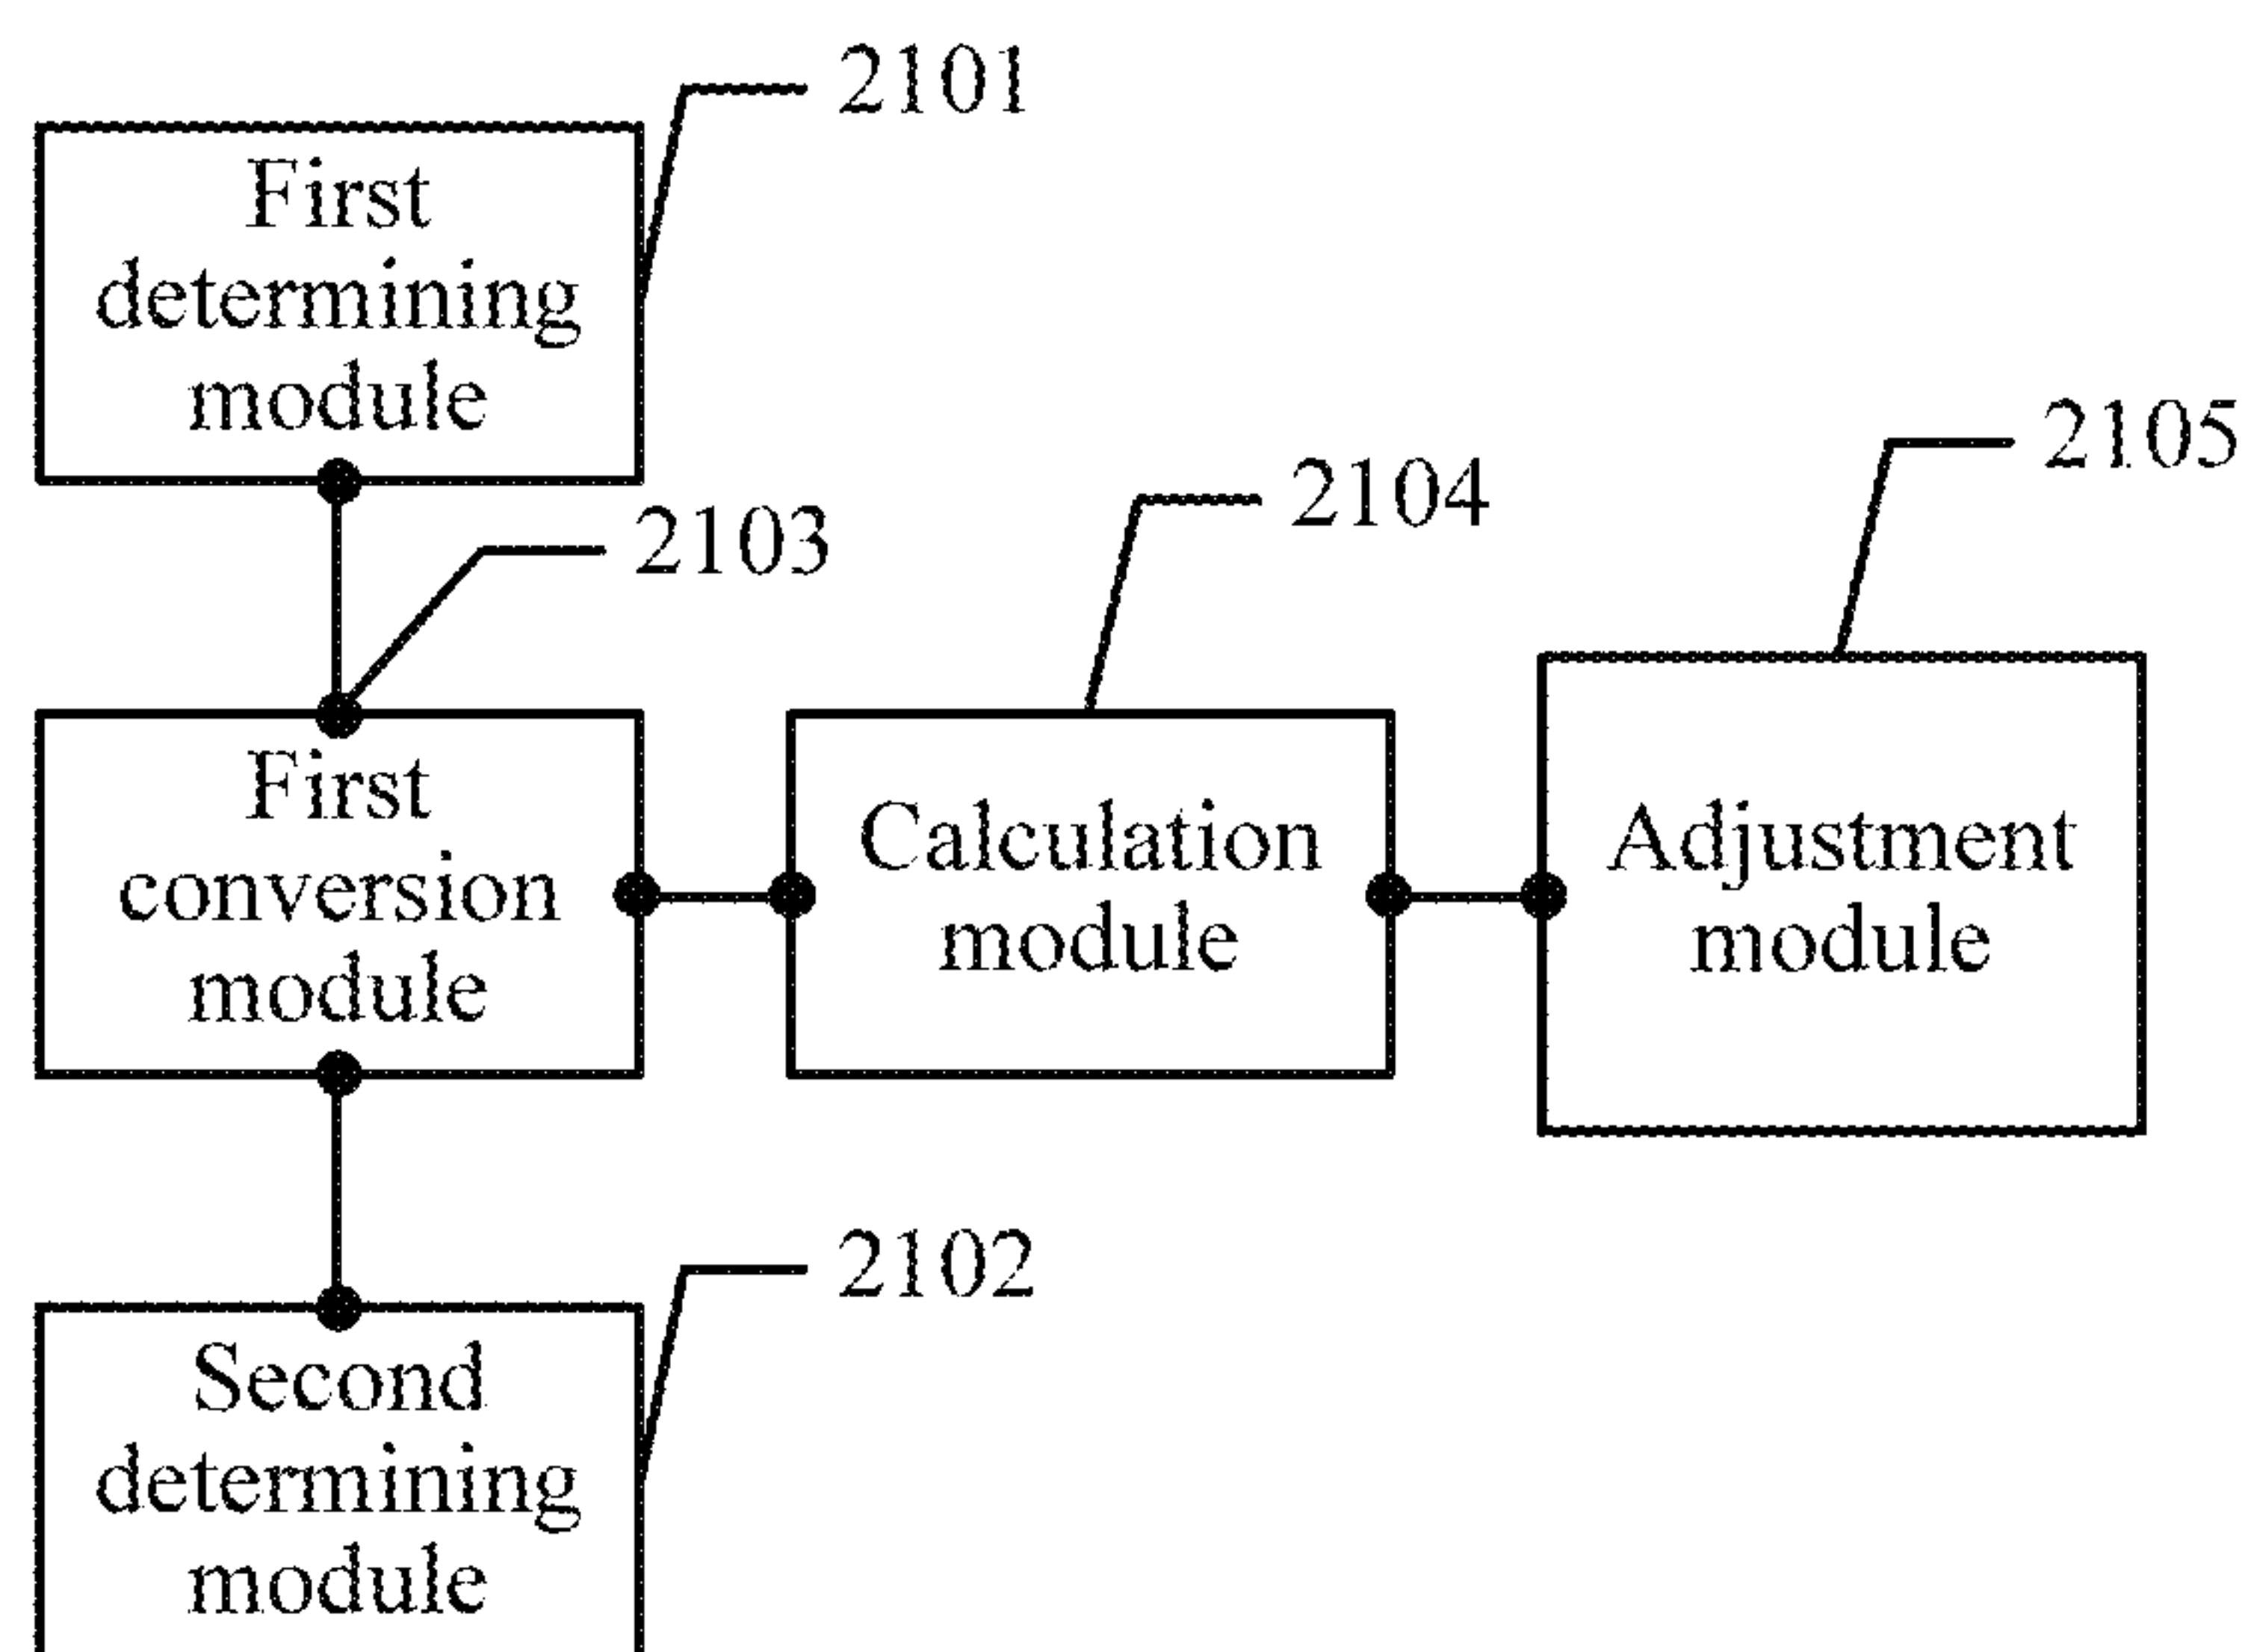 2101
First
determining
module
2105
2104
2103
First
conversion
module
Calculation
module
Adjustment
module
2102
Second
determining
module